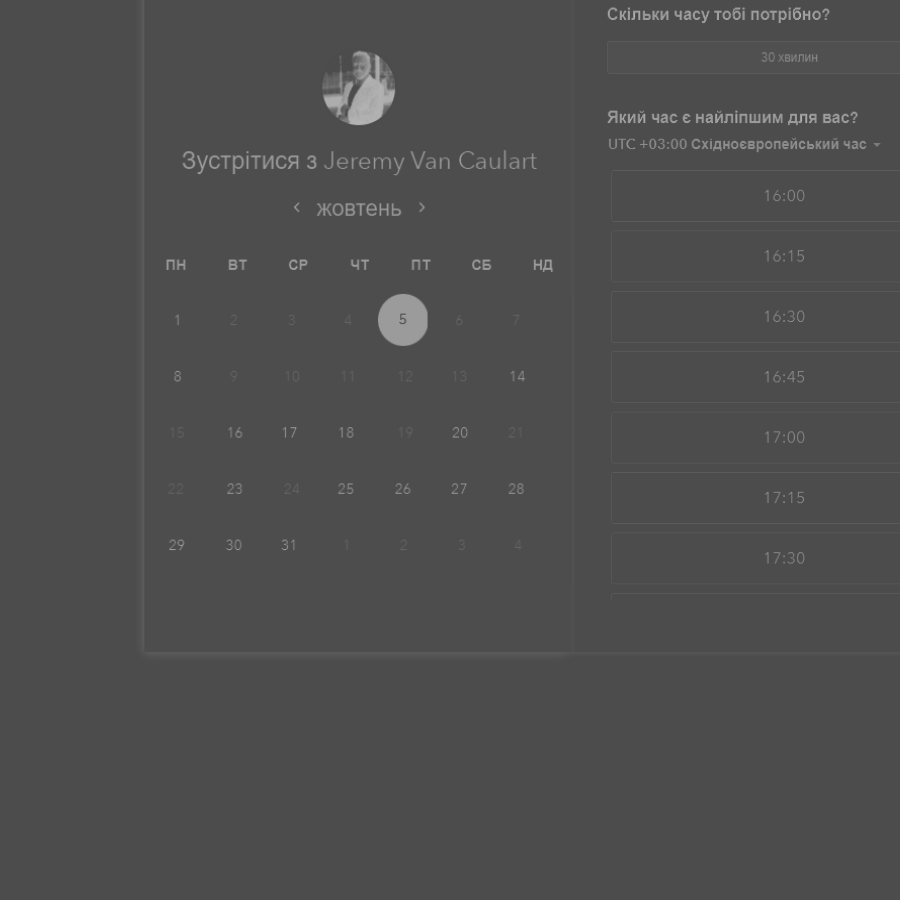 Зустрітися з Jeremy Van Caulart
жовтень
ПН ВТ СР ЧТ ПТ СБ НД
1 2 3 4 5 6 7
8 9 10 11 12 13 14
15 16 17 18 19 20 21
22 23 24 25 26 27 28
29 30 31 1 2 3 4
Скільки часу тобі потрібно?
30 хвилин
Який час є найліпшим для вас?
UTC +03:00 Східноєвропейський час
16:00
16:15
16:30
16:45
17:00
17:15
17:30